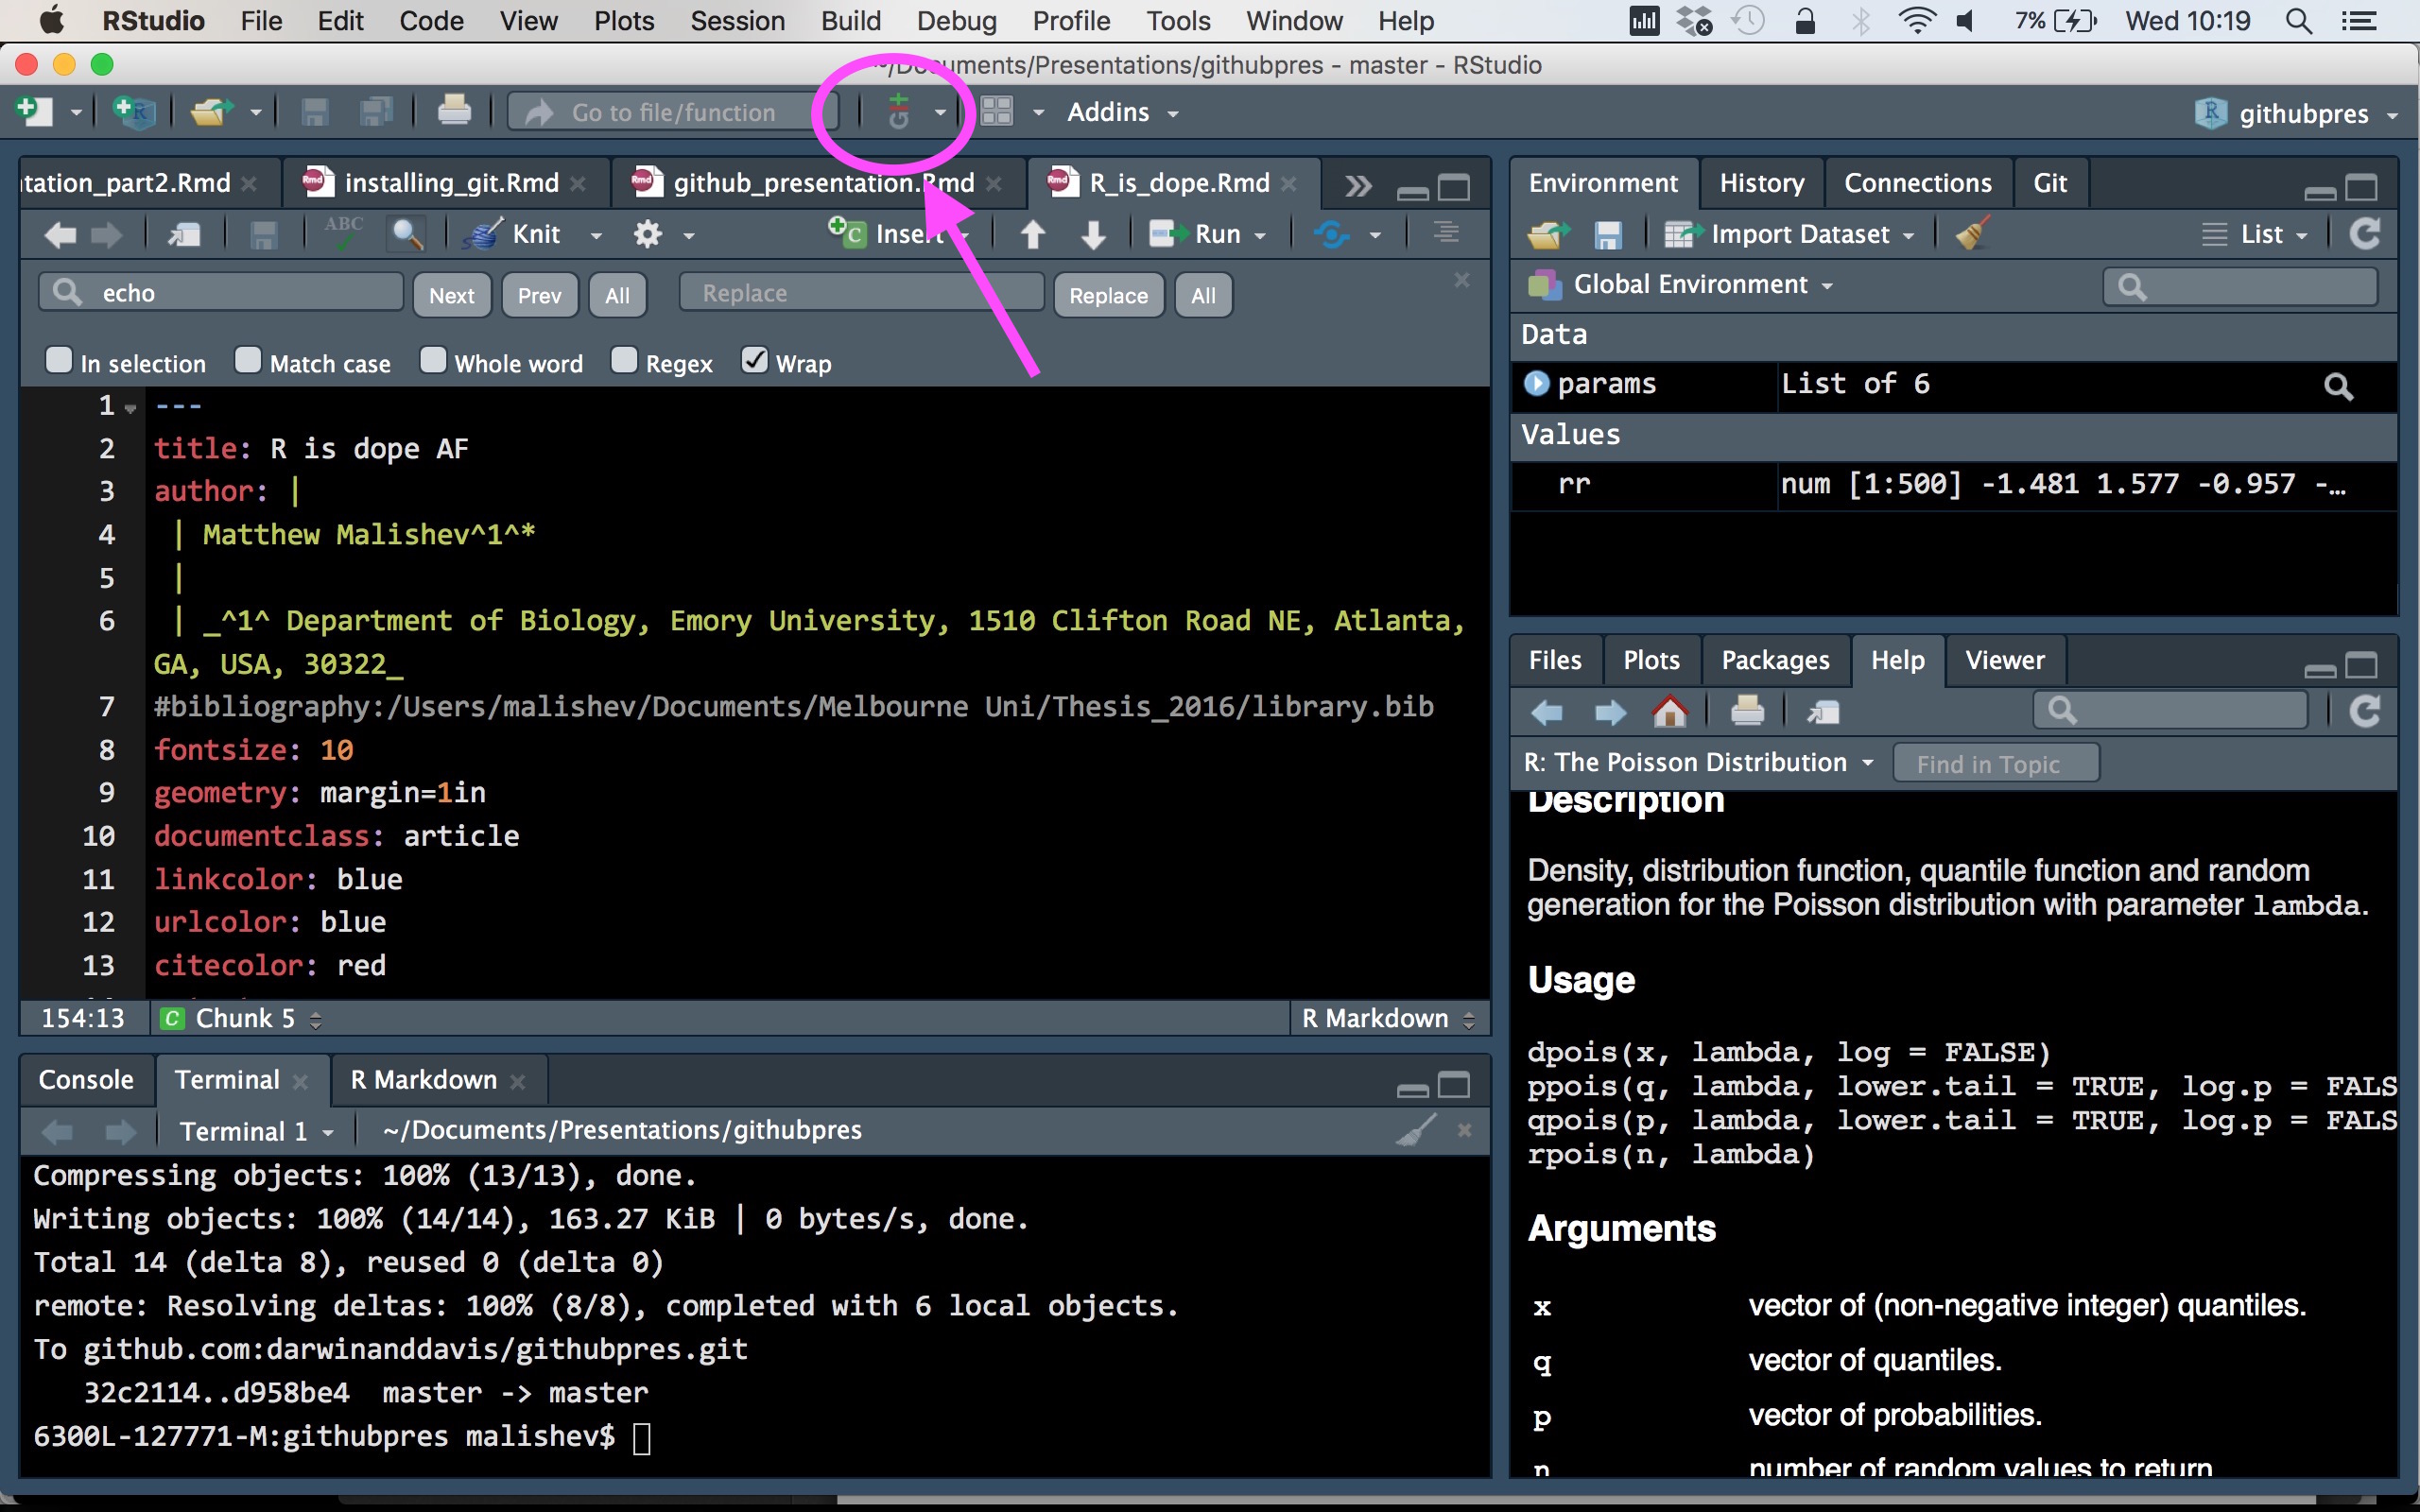 RStudio File Edit Code View Plots Session Build Debug Profile Tools Window Help 7% Wed 10:19
~/Documents/Presentations/githubpres - master - RStudio
Go to file/function Addins githubpres
ntation_part2.Rmd installing_git.Rmd github_presentation.Rmd R_is_dope.Rmd
ABC Knit Insert Run
echo Next Prev All Replace Replace All
In selection Match case Whole word Regex Wrap
1 ---
2 title: R is dope AF
3 author: |
4 | Matthew Malishev^1^*
5 |
6 | _^1^ Department of Biology, Emory University, 1510 Clifton Road NE, Atlanta,
GA, USA, 30322_
7 #bibliography:/Users/malishev/Documents/Melbourne Uni/Thesis_2016/library.bib
8 fontsize: 10
9 geometry: margin=1in
10 documentclass: article
11 linkcolor: blue
12 urlcolor: blue
13 citecolor: red
154:13 C Chunk 5 R Markdown
Console Terminal R Markdown
Terminal 1 ~/Documents/Presentations/githubpres
Compressing objects: 100% (13/13), done.
Writing objects: 100% (14/14), 163.27 KiB | 0 bytes/s, done.
Total 14 (delta 8), reused 0 (delta 0)
remote: Resolving deltas: 100% (8/8), completed with 6 local objects.
To github.com:darwinanddavis/githubpres.git
32c2114..d958be4 master -> master
6300L-127771-M:githubpres malishev$
Environment History Connections Git
Import Dataset List
Global Environment
Data
params List of 6
Values
rr num [1:500] -1.481 1.577 -0.957 -…
Files Plots Packages Help Viewer
R: The Poisson Distribution Find in Topic
Description
Density, distribution function, quantile function and random
generation for the Poisson distribution with parameter lambda.
Usage
dpois(x, lambda, log = FALSE)
ppois(q, lambda, lower.tail = TRUE, log.p = FALS
qpois(p, lambda, lower.tail = TRUE, log.p = FALS
rpois(n, lambda)
Arguments
x vector of (non-negative integer) quantiles.
q vector of quantiles.
p vector of probabilities.
n number of random values to return